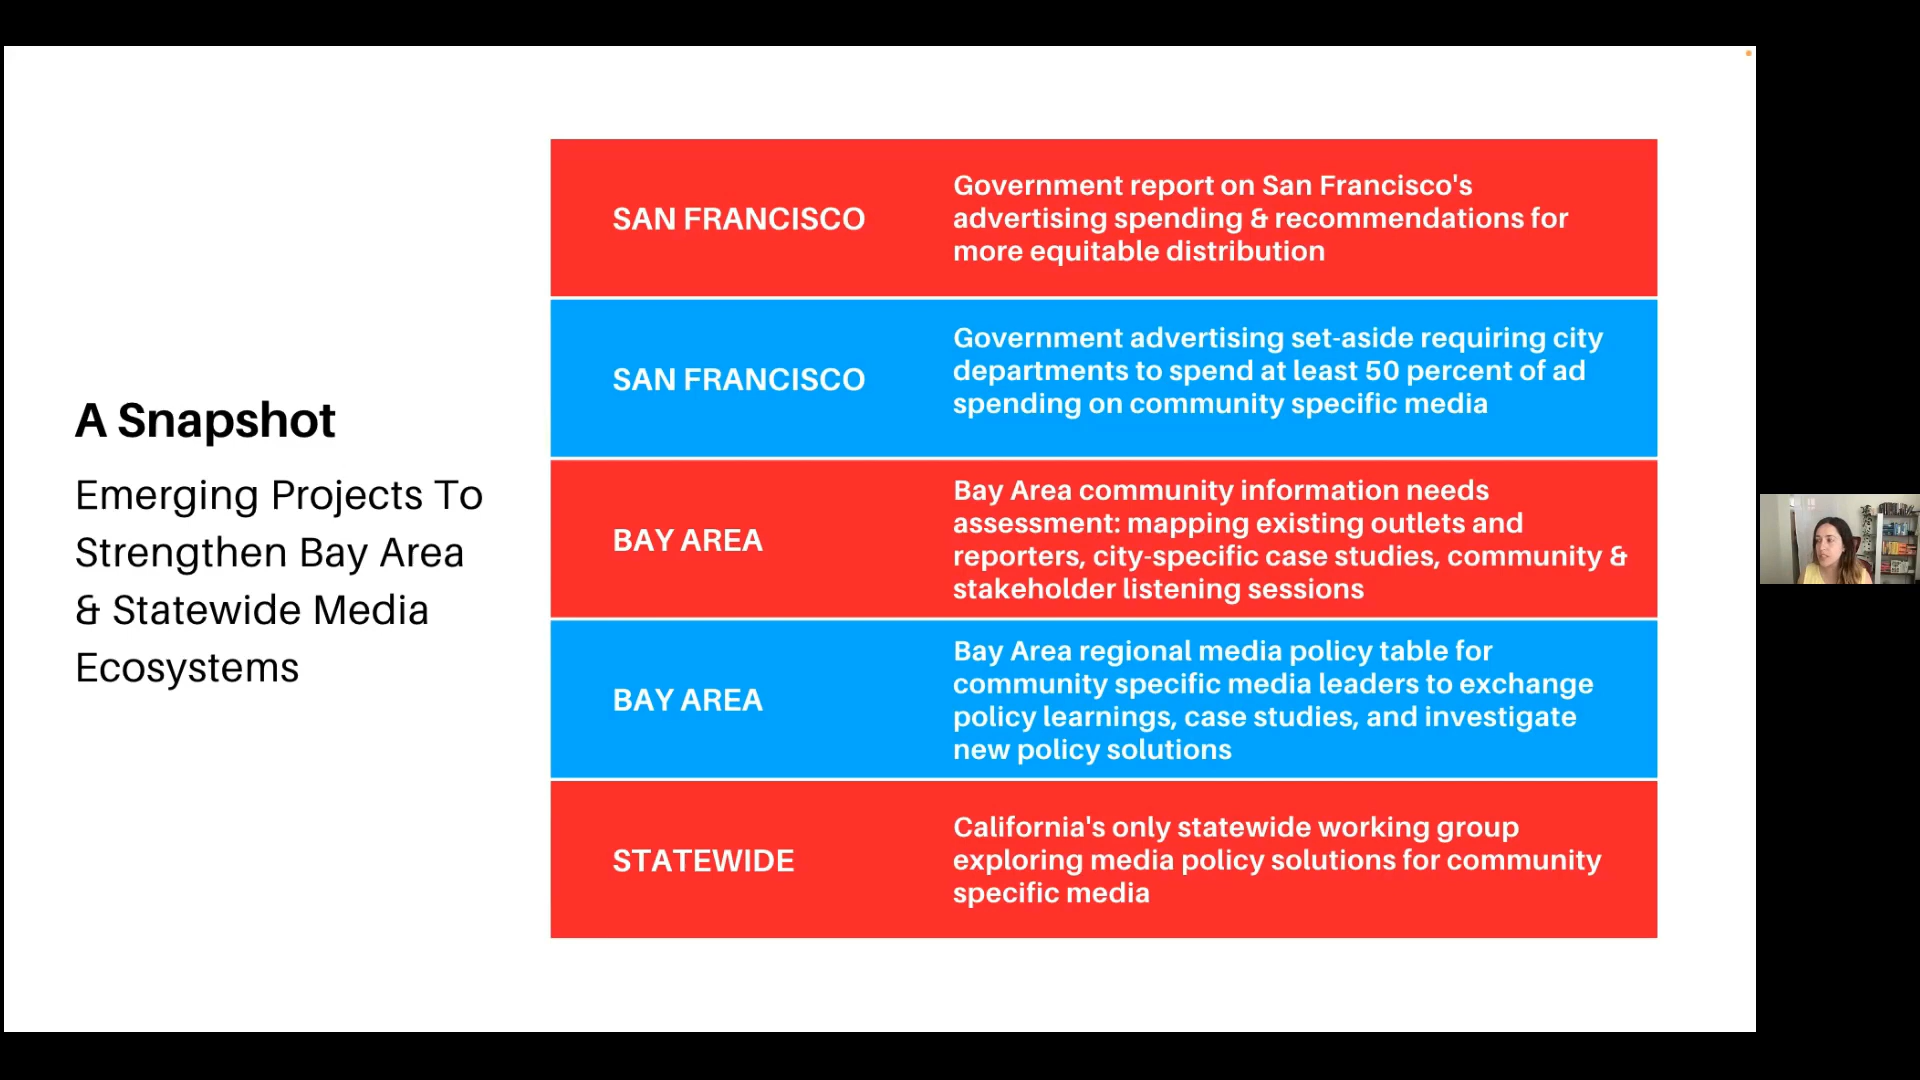 A Snapshot
Emerging Projects To
Strengthen Bay Area
& Statewide Media
Ecosystems
SAN FRANCISCO
Government report on San Francisco's
advertising spending & recommendations for
more equitable distribution
SAN FRANCISCO
Government advertising set-aside requiring city
departments to spend at least 50 percent of ad
spending on community specific media
BAY AREA
Bay Area community information needs
assessment: mapping existing outlets and
reporters, city-specific case studies, community &
stakeholder listening sessions
BAY AREA
Bay Area regional media policy table for
community specific media leaders to exchange
policy learnings, case studies, and investigate
new policy solutions
STATEWIDE
California's only statewide working group
exploring media policy solutions for community
specific media